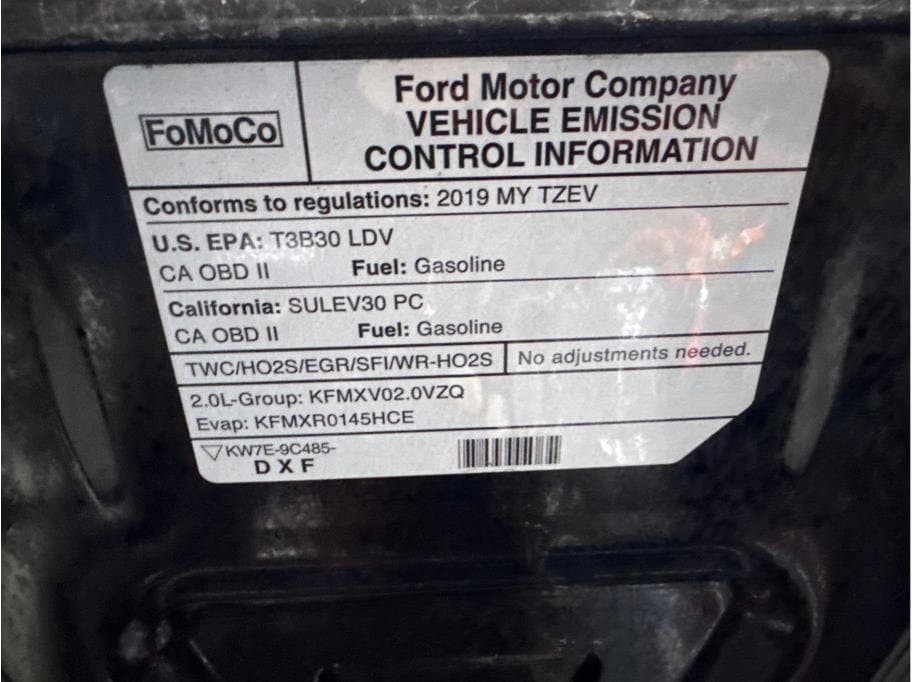 FoMoCo
Ford Motor Company
VEHICLE EMISSION
CONTROL INFORMATION
Conforms to regulations: 2019 MY TZEV
U.S. EPA: T3B30 LDV
CA OBD II Fuel: Gasoline
California: SULEV30 PC
CA OBD II Fuel: Gasoline
TWC/HO2S/EGR/SFI/WR-HO2S No adjustments needed.
2.0L-Group: KFMXV02.0VZQ
Evap: KFMXR0145HCE
KW7E-9C485-
DXF